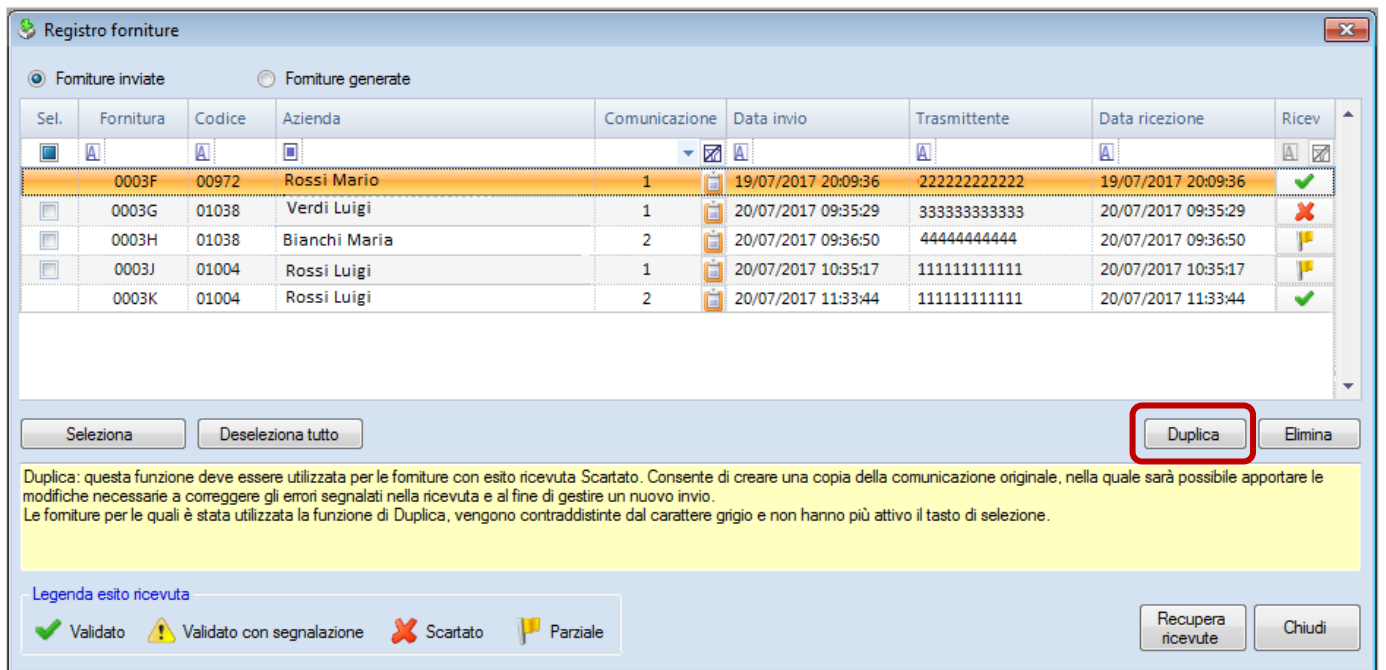 Registro forniture
Forniture inviate Forniture generate
Sel. Fornitura Codice Azienda Comunicazione Data invio Trasmittente Data ricezione Ricev
A A A A A A
0003F 00972 Rossi Mario 1 19/07/2017 20:09:36 222222222222 19/07/2017 20:09:36
0003G 01038 Verdi Luigi 1 20/07/2017 09:35:29 333333333333 20/07/2017 09:35:29
0003H 01038 Bianchi Maria 2 20/07/2017 09:36:50 44444444444 20/07/2017 09:36:50
0003J 01004 Rossi Luigi 1 20/07/2017 10:35:17 111111111111 20/07/2017 10:35:17
0003K 01004 Rossi Luigi 2 20/07/2017 11:33:44 111111111111 20/07/2017 11:33:44
Seleziona Deseleziona tutto Duplica Elimina
Duplica: questa funzione deve essere utilizzata per le forniture con esito ricevuta Scartato. Consente di creare una copia della comunicazione originale, nella quale sarà possibile apportare le
modifiche necessarie a correggere gli errori segnalati nella ricevuta e al fine di gestire un nuovo invio.
Le forniture per le quali è stata utilizzata la funzione di Duplica, vengono contraddistinte dal carattere grigio e non hanno più attivo il tasto di selezione.
Legenda esito ricevuta
Validato Validato con segnalazione Scartato Parziale
Recupera
ricevute
Chiudi